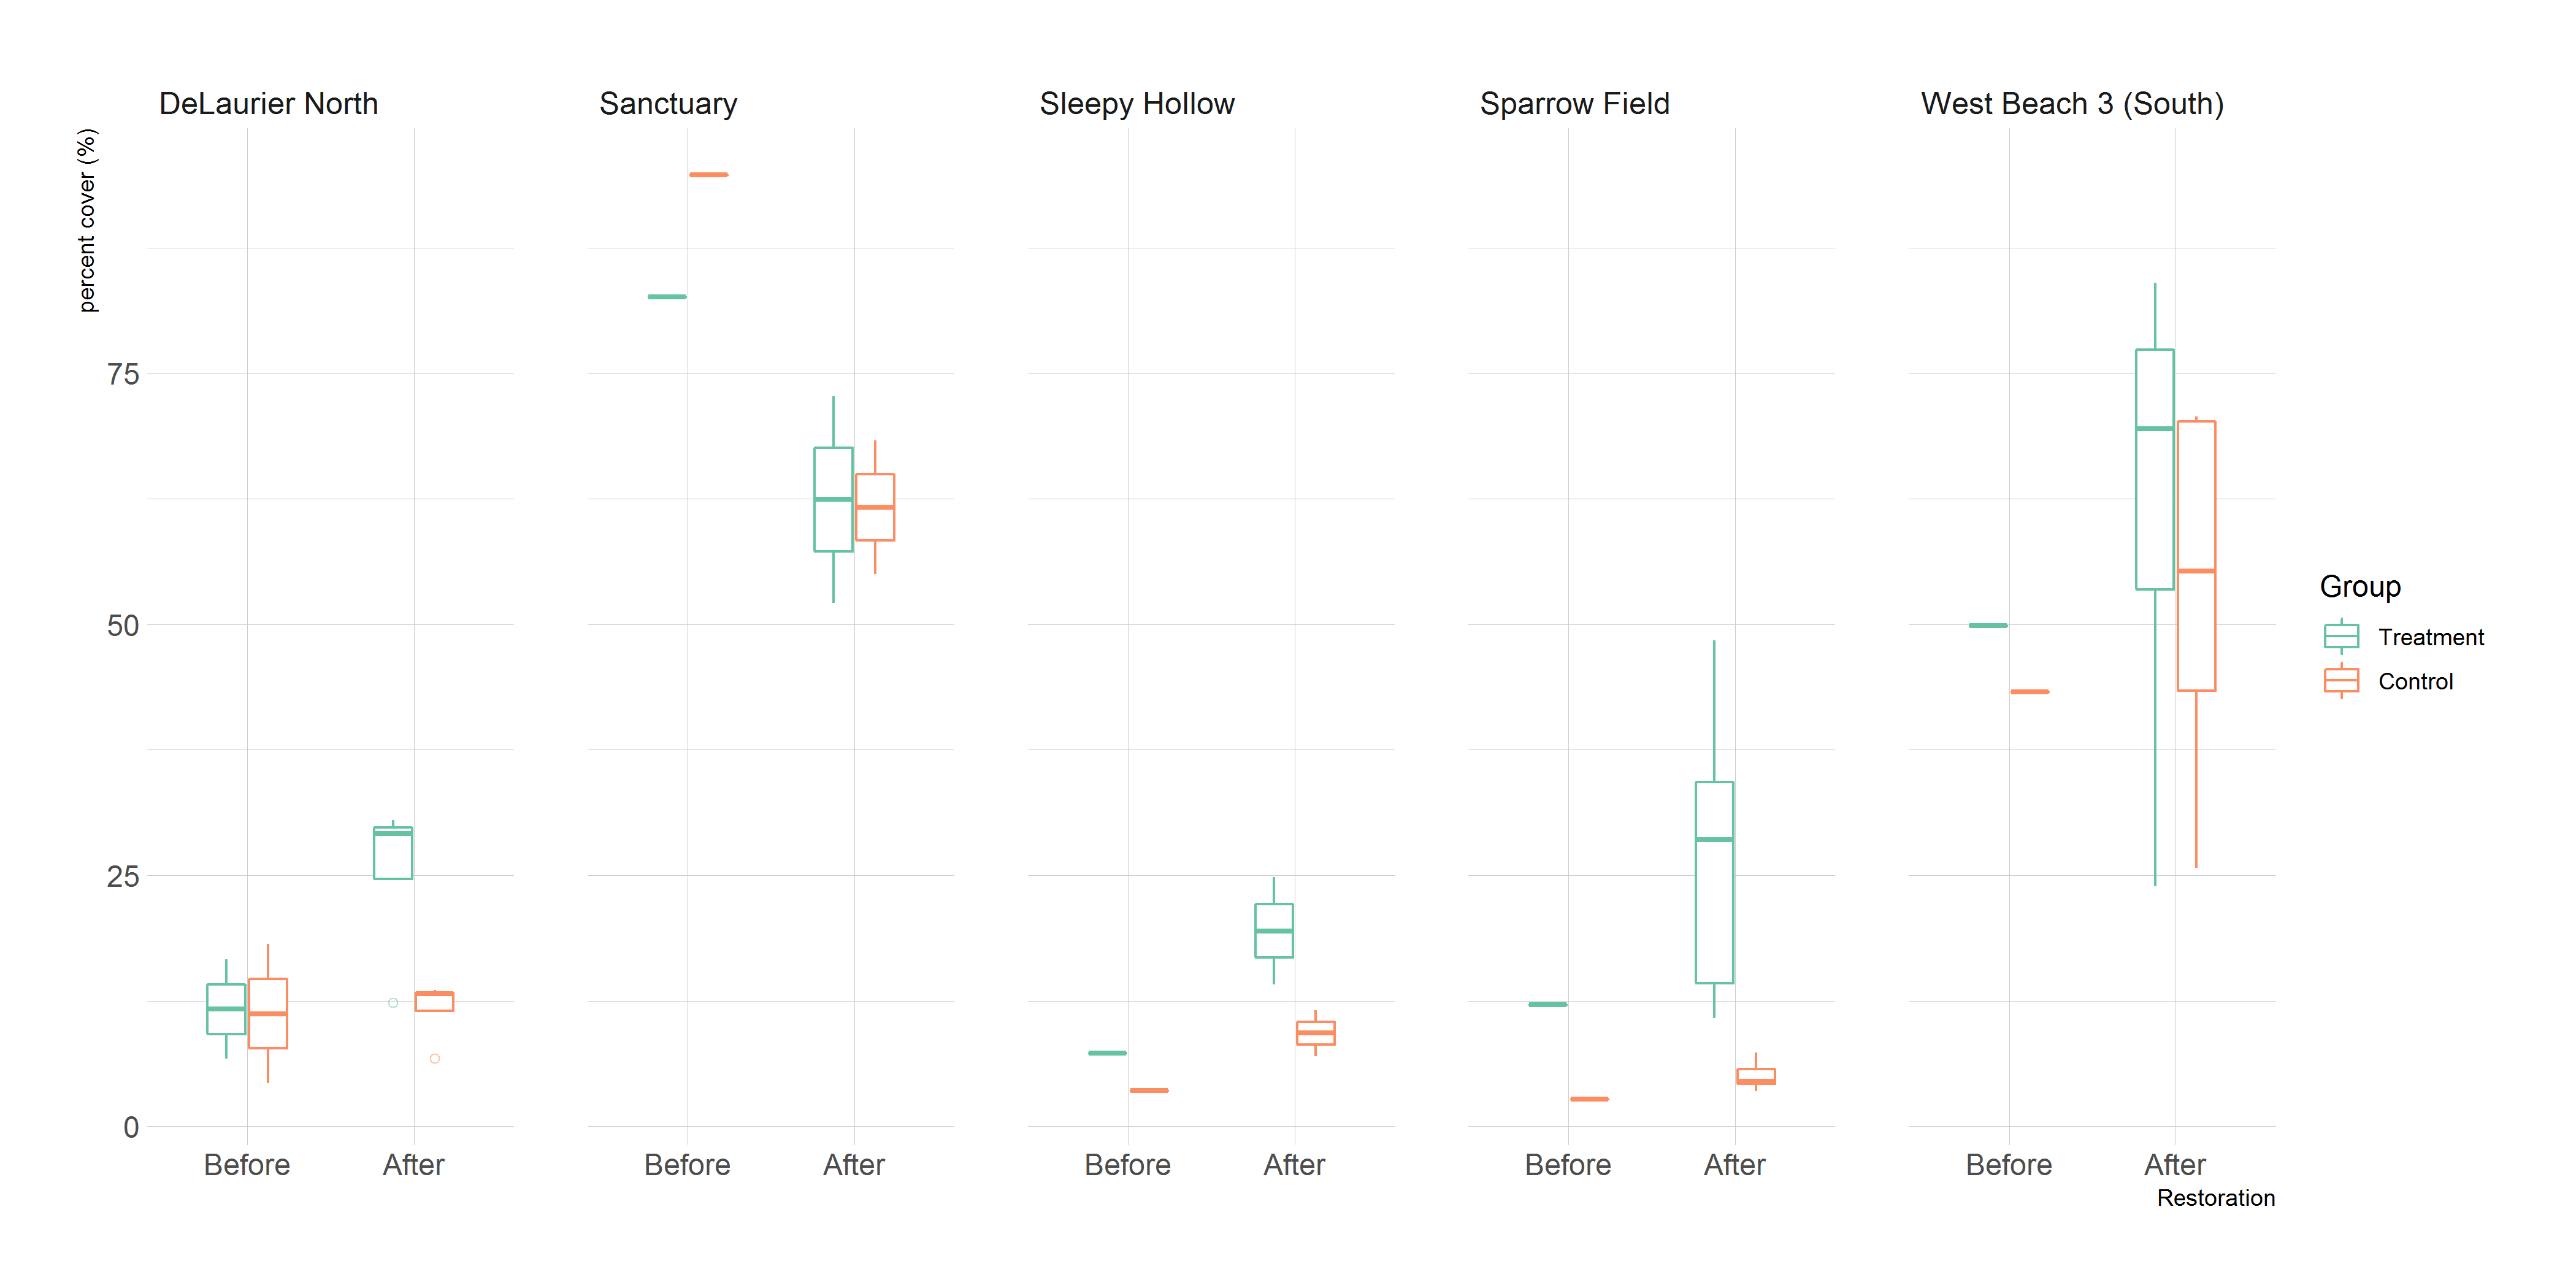 DeLaurier North
Sanctuary
Sleepy Hollow
Sparrow Field
West Beach 3 (South)
percent cover (%)
75
50
25
0
Group
Treatment
Control
Before After
Before After
Before After
Before After
Before After
Restoration